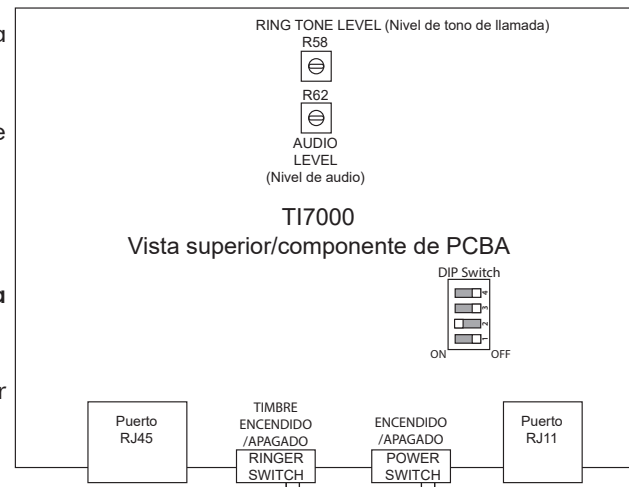 a
e
a
r
RING TONE LEVEL (Nivel de tono de llamada)
R58
R62
AUDIO
LEVEL
(Nivel de audio)
TI7000
Vista superior/componente de PCBA
DIP Switch
4
3
2
1
ON OFF
Puerto
RJ45
TIMBRE
ENCENDIDO
/APAGADO
RINGER
SWITCH
ENCENDIDO
/APAGADO
POWER
SWITCH
Puerto
RJ11